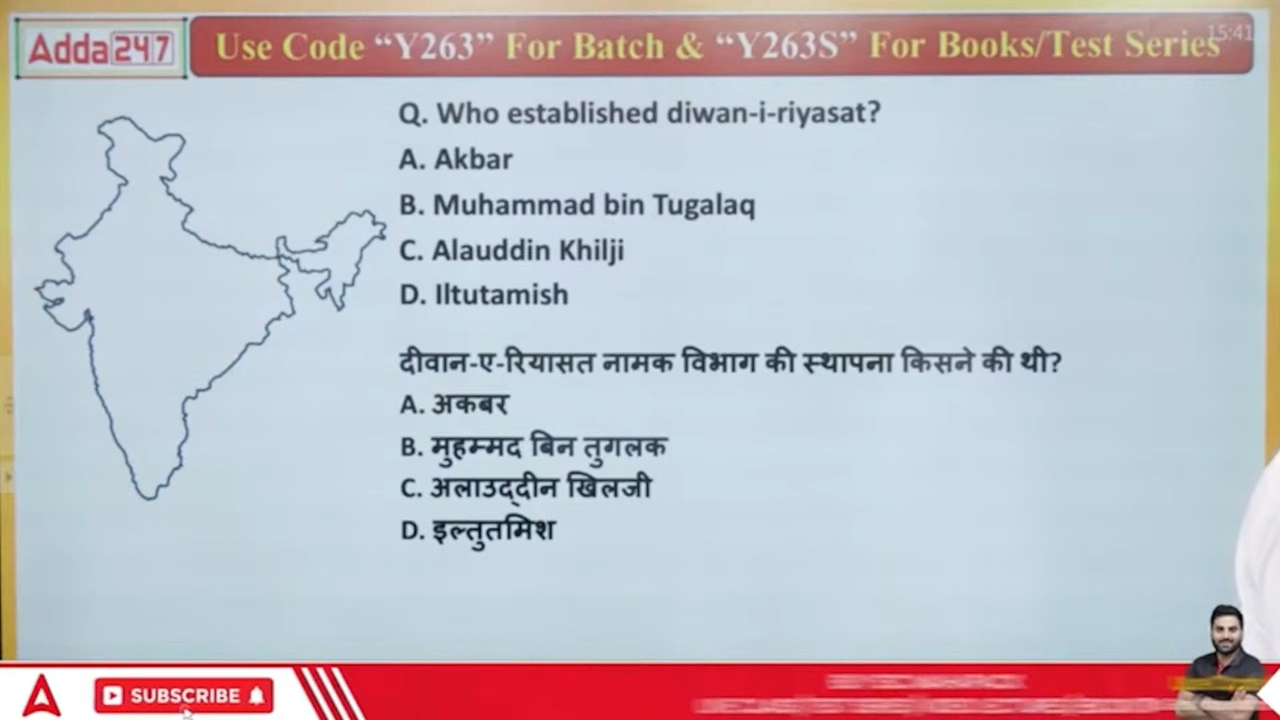 Adda247
Use Code “Y263” For Batch & “Y263S” For Books/Test Series
15:41
Q. Who established diwan-i-riyasat?
A. Akbar
B. Muhammad bin Tugalaq
C. Alauddin Khilji
D. Iltutamish
दीवान-ए-रियासत नामक विभाग की स्थापना किसने की थी?
A. अकबर
B. मुहम्मद बिन तुगलक
C. अलाउद्दीन खिलजी
D. इल्तुतमिश
SUBSCRIBE